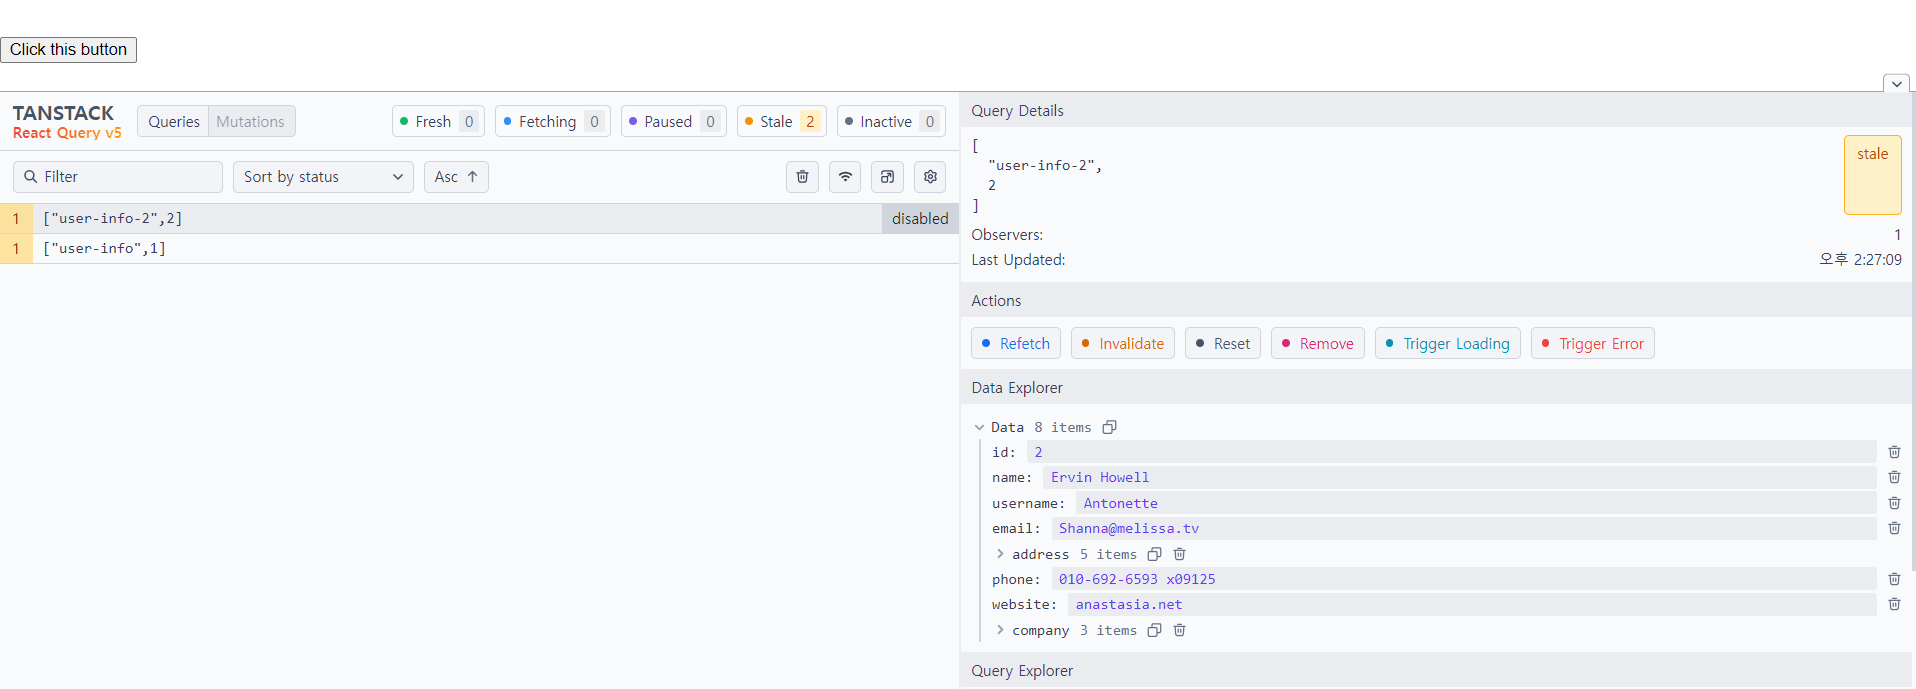 Click this button
TANSTACK
React Query v5
Queries
Mutations
Fresh 0
Fetching 0
Paused 0
Stale 2
Inactive 0
Filter
Sort by status
Asc
1 ["user-info-2",2] disabled
1 ["user-info",1]
Query Details
[
"user-info-2",
2
]
stale
Observers: 1
Last Updated: 오후 2:27:09
Actions
Refetch
Invalidate
Reset
Remove
Trigger Loading
Trigger Error
Data Explorer
Data 8 items
id: 2
name: Ervin Howell
username: Antonette
email: Shanna@melissa.tv
address 5 items
phone: 010-692-6593 x09125
website: anastasia.net
company 3 items
Query Explorer